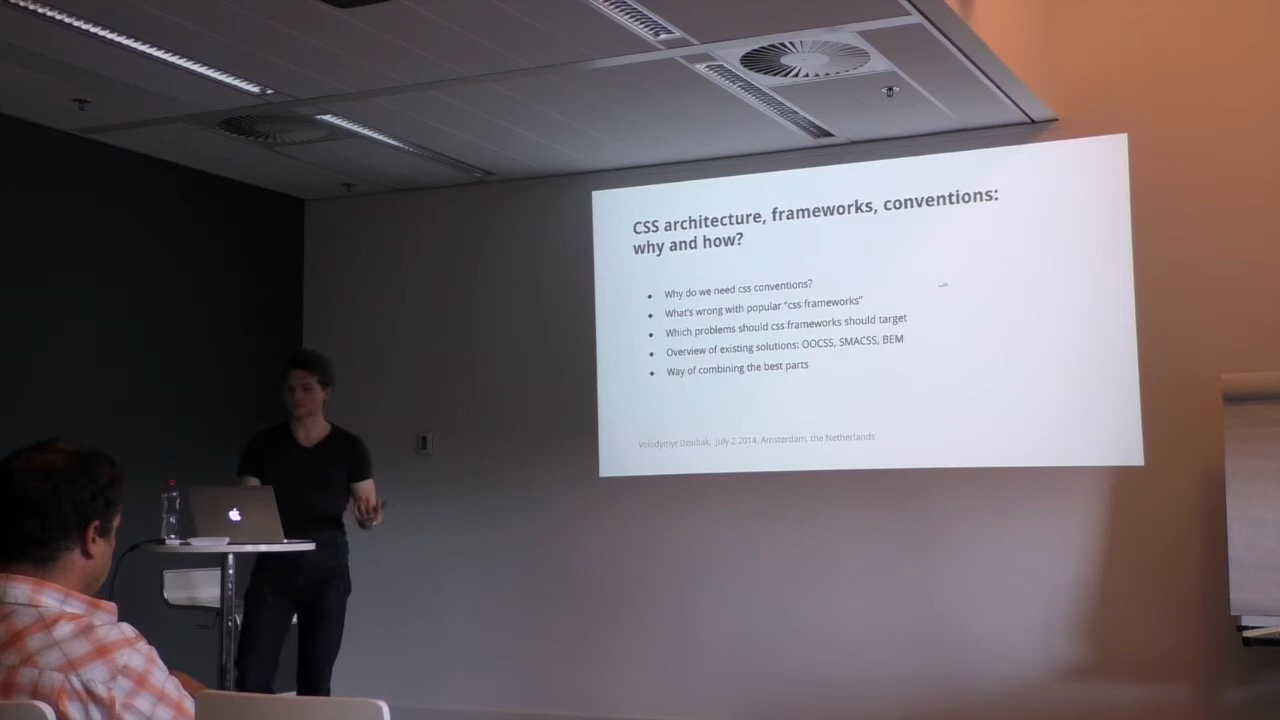 CSS architecture, frameworks, conventions:
why and how?
• Why do we need css conventions?
• What's wrong with popular "css frameworks"
• Which problems should css frameworks should target
• Overview of existing solutions: OOCSS, SMACSS, BEM
• Way of combining the best parts
Volodymyr Dziubak, July 2 2014, Amsterdam, the Netherlands